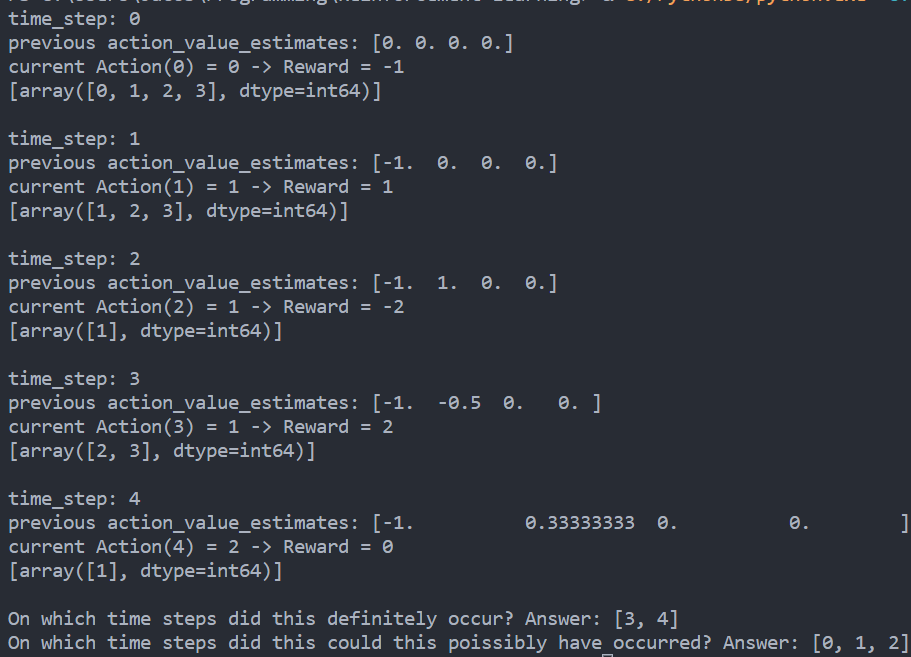 time_step: 0
previous action_value_estimates: [0. 0. 0. 0.]
current Action(0) = 0 -> Reward = -1
[array([0, 1, 2, 3], dtype=int64)]
time_step: 1
previous action_value_estimates: [-1.  0.  0.  0.]
current Action(1) = 1 -> Reward = 1
[array([1, 2, 3], dtype=int64)]
time_step: 2
previous action_value_estimates: [-1.  1.  0.  0.]
current Action(2) = 1 -> Reward = -2
[array([1], dtype=int64)]
time_step: 3
previous action_value_estimates: [-1.  -0.5  0.   0. ]
current Action(3) = 1 -> Reward = 2
[array([2, 3], dtype=int64)]
time_step: 4
previous action_value_estimates: [-1.          0.33333333  0.          0.        ]
current Action(4) = 2 -> Reward = 0
[array([1], dtype=int64)]
On which time steps did this definitely occur? Answer: [3, 4]
On which time steps did this could this poissibly have occurred? Answer: [0, 1, 2]